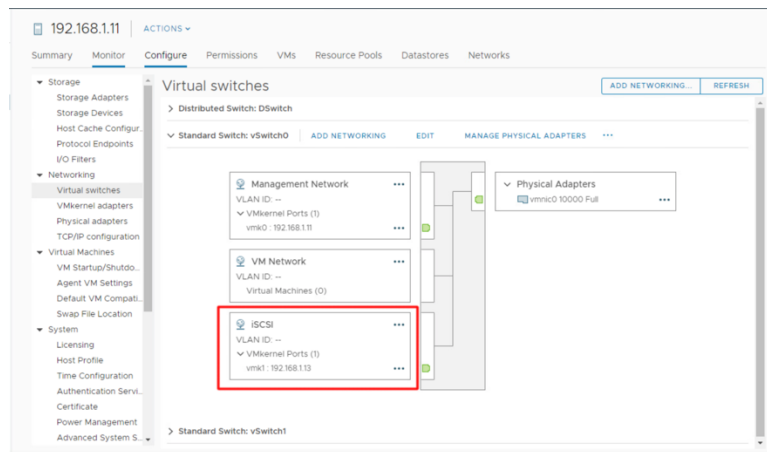 192.168.1.11 ACTIONS
Summary Monitor Configure Permissions VMs Resource Pools Datastores Networks
Storage
Storage Adapters
Storage Devices
Host Cache Configur..
Protocol Endpoints
I/O Filters
Networking
Virtual switches
VMkernel adapters
Physical adapters
TCP/IP configuration
Virtual Machines
VM Startup/Shutdo...
Agent VM Settings
Default VM Compati...
Swap File Location
System
Licensing
Host Profile
Time Configuration
Authentication Servi...
Certificate
Power Management
Advanced System S...
Virtual switches
ADD NETWORKING... REFRESH
Distributed Switch: DSwitch
Standard Switch: vSwitch0 ADD NETWORKING EDIT MANAGE PHYSICAL ADAPTERS ...
Management Network ...
VLAN ID: --
VMkernel Ports (1)
vmk0 : 192.168.1.11 ...
VM Network ...
VLAN ID: --
Virtual Machines (0)
iSCSI ...
VLAN ID: --
VMkernel Ports (1)
vmk1 : 192.168.1.13 ...
Physical Adapters
vmnic0 10000 Full ...
Standard Switch: vSwitch1